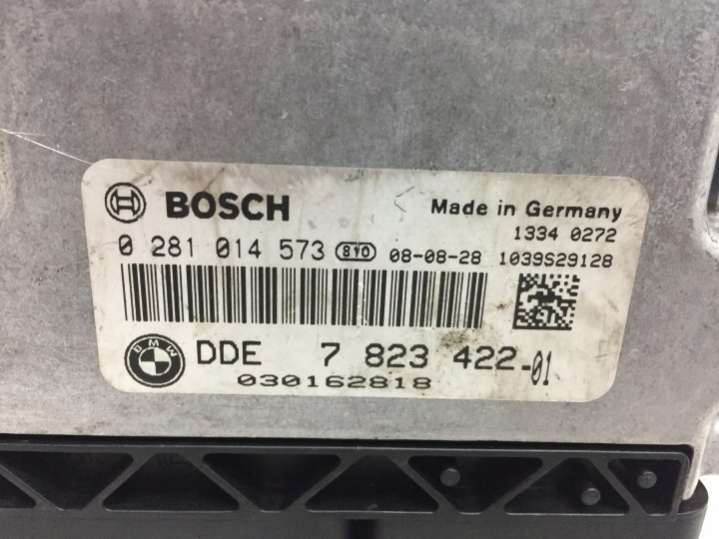 BOSCH Made in Germany
1334 0272
0 281 014 573 810 08-08-28 1039S29128
BMW DDE 7 823 422-01
030162818